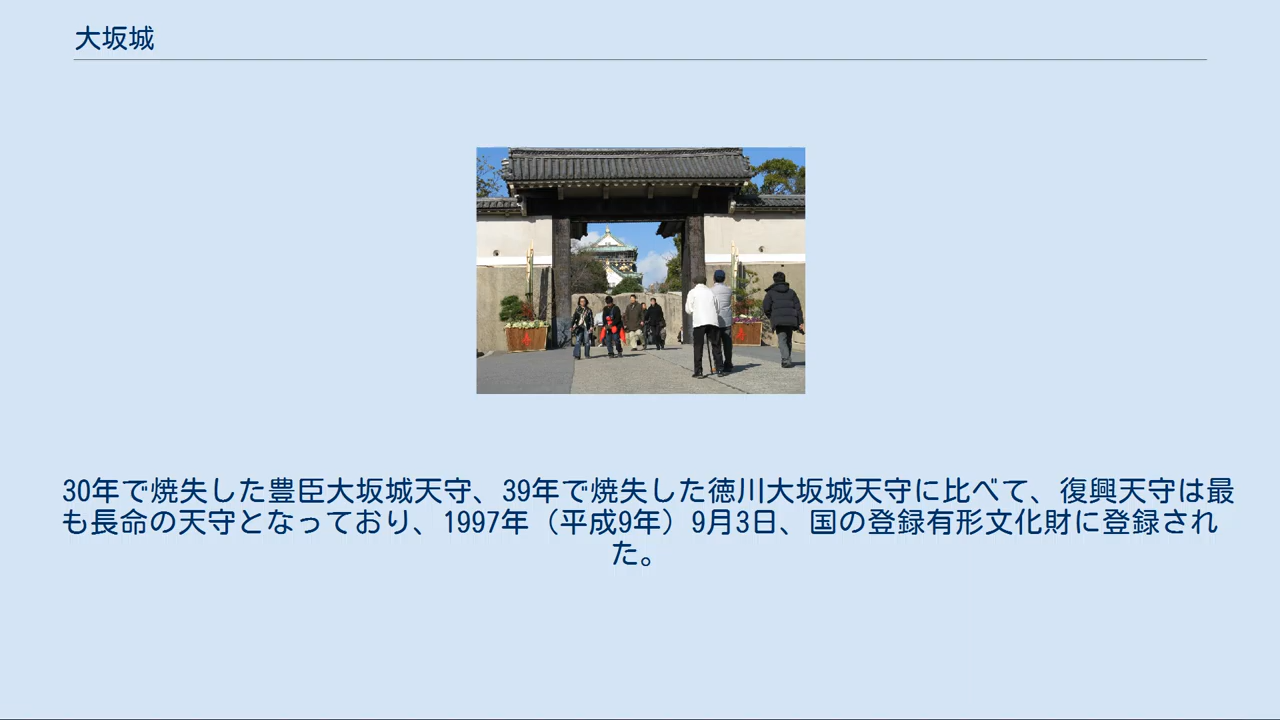 大坂城
30年で焼失した豊臣大坂城天守、39年で焼失した徳川大坂城天守に比べて、復興天守は最
も長命の天守となっており、1997年（平成9年）9月3日、国の登録有形文化財に登録され
た。